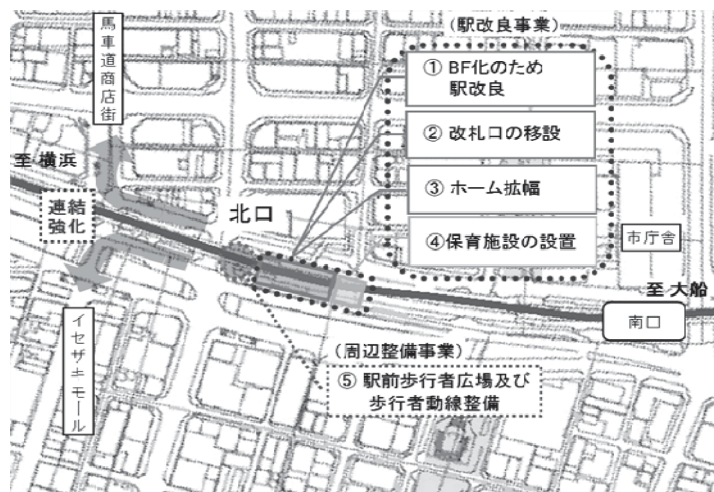 (駅改良事業)
馬車道商店街
① BF化のため
駅改良
② 改札口の移設
③ ホーム拡幅
④保育施設の設置
至 横浜
連結
強化
北口
市庁舎
至 大船
南口
イセザキモール
(周辺整備事業)
⑤ 駅前歩行者広場及び
歩行者動線整備